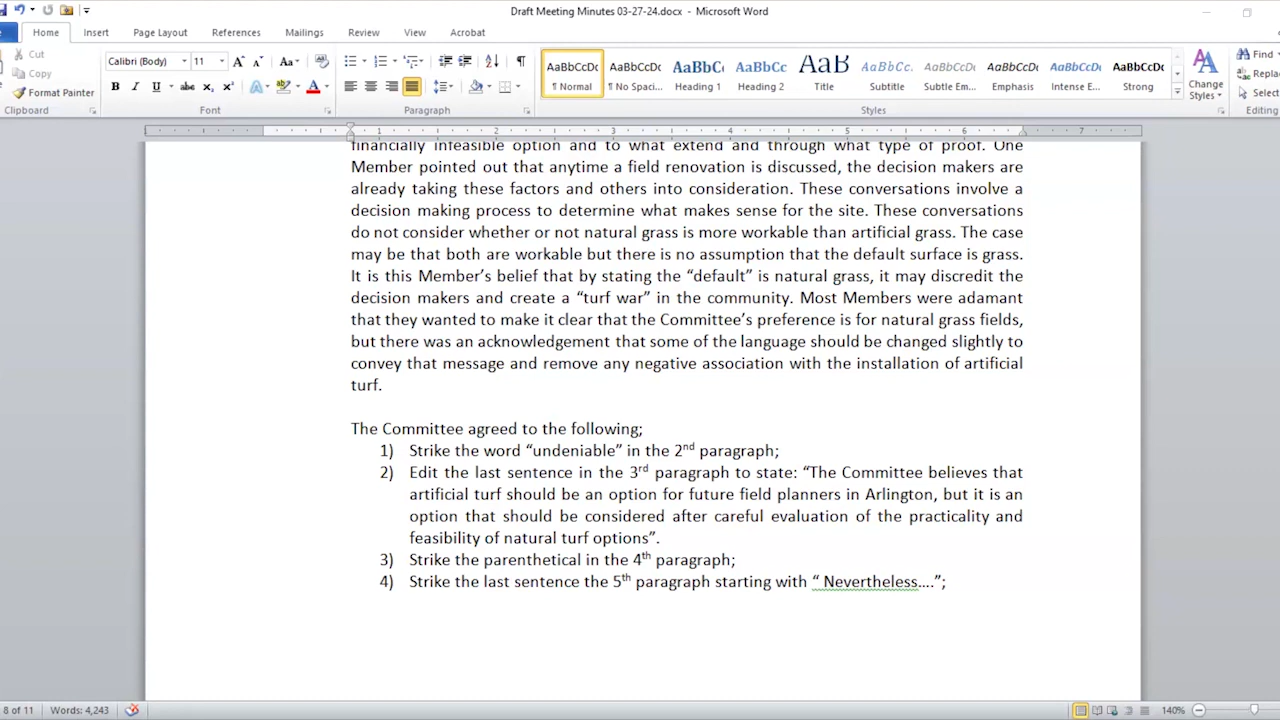 Draft Meeting Minutes 03-27-24.docx - Microsoft Word
Home Insert Page Layout References Mailings Review View Acrobat
Cut
Copy
Format Painter
Clipboard
Calibri (Body) 11
Font
Paragraph
AaBbCcDc AaBbCcDc AaBbC AaBbCc AaB AaBbCc. AaBbCcDc AaBbCcDc AaBbCcDc AaBbCcDc
¶ Normal ¶ No Spaci... Heading 1 Heading 2 Title Subtitle Subtle Em... Emphasis Intense E... Strong
Styles
Change
Styles
Find
Replac
Select
Editing
1 2 3 4 5 6 7
financially infeasible option and to what extend and through what type of proof. One
Member pointed out that anytime a field renovation is discussed, the decision makers are
already taking these factors and others into consideration. These conversations involve a
decision making process to determine what makes sense for the site. These conversations
do not consider whether or not natural grass is more workable than artificial grass. The case
may be that both are workable but there is no assumption that the default surface is grass.
It is this Member’s belief that by stating the “default” is natural grass, it may discredit the
decision makers and create a “turf war” in the community. Most Members were adamant
that they wanted to make it clear that the Committee’s preference is for natural grass fields,
but there was an acknowledgement that some of the language should be changed slightly to
convey that message and remove any negative association with the installation of artificial
turf.
The Committee agreed to the following;
1) Strike the word “undeniable” in the 2nd paragraph;
2) Edit the last sentence in the 3rd paragraph to state: “The Committee believes that
artificial turf should be an option for future field planners in Arlington, but it is an
option that should be considered after careful evaluation of the practicality and
feasibility of natural turf options”.
3) Strike the parenthetical in the 4th paragraph;
4) Strike the last sentence the 5th paragraph starting with “ Nevertheless....”;
8 of 11 Words: 4,243 140%